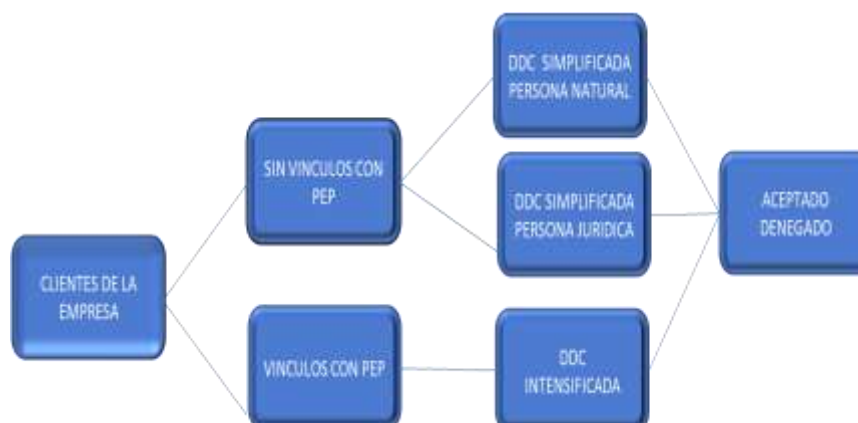 CLIENTES DE LA
EMPRESA
SIN VINCULOS CON
PEP
VINCULOS CON PEP
DDC SIMPLIFICADA
PERSONA NATURAL
DDC SIMPLIFICADA
PERSONA JURIDICA
DDC
INTENSIFICADA
ACEPTADO
DENEGADO